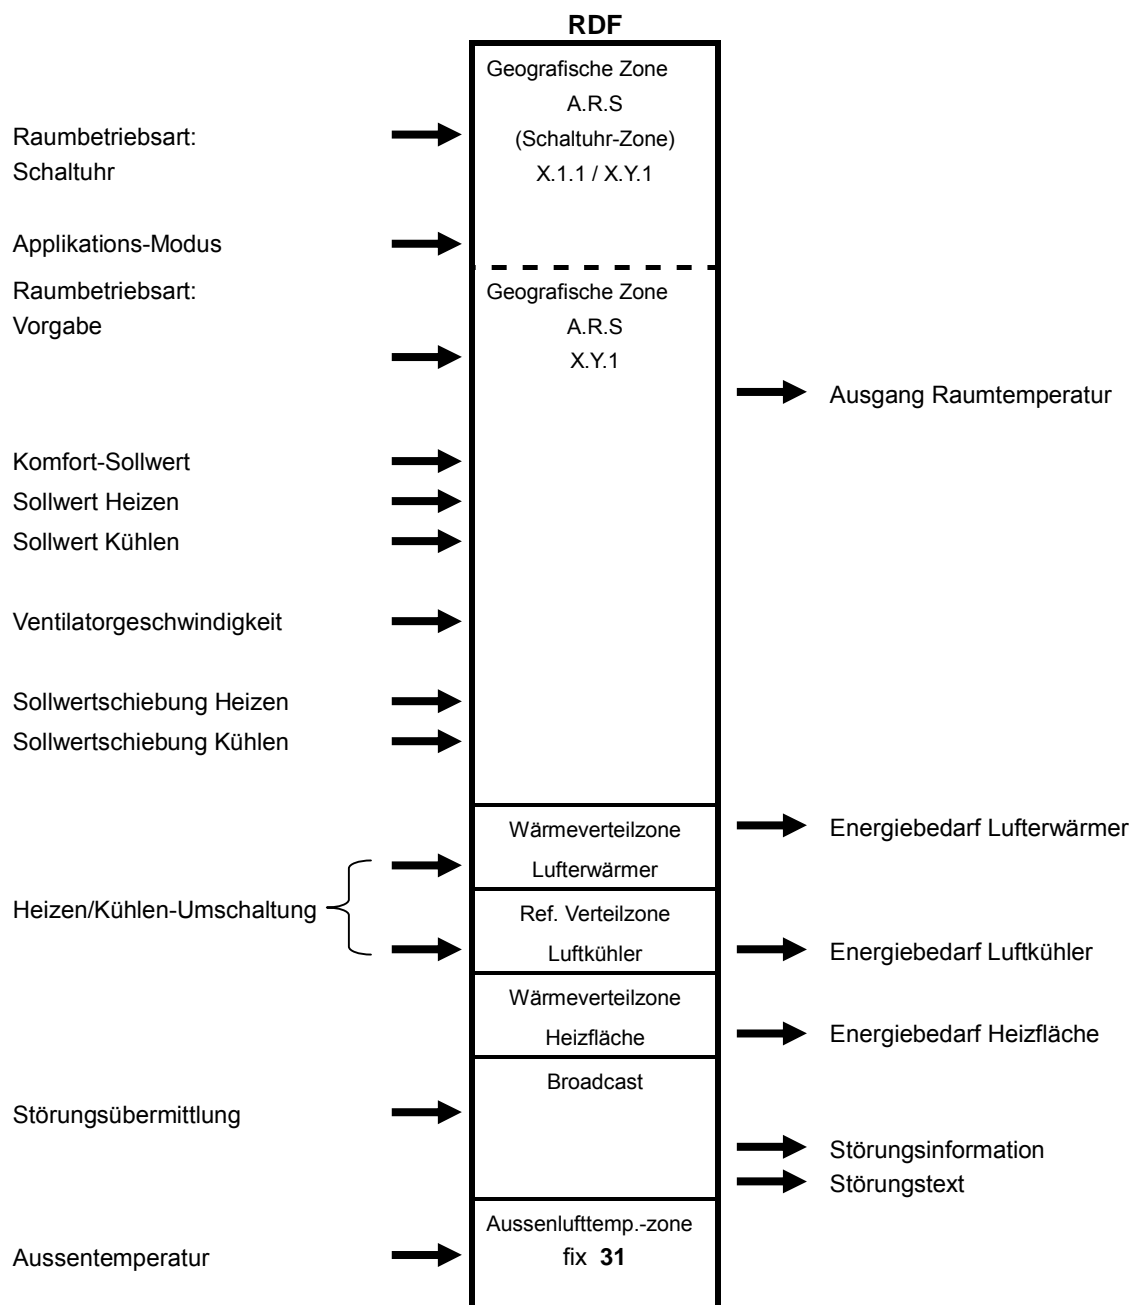 RDF
Geografische Zone
A.R.S
(Schaltuhr-Zone)
X.1.1 / X.Y.1
Raumbetriebsart:
Schaltuhr
Applikations-Modus
Raumbetriebsart:
Vorgabe
Geografische Zone
A.R.S
X.Y.1
Ausgang Raumtemperatur
Komfort-Sollwert
Sollwert Heizen
Sollwert Kühlen
Ventilatorgeschwindigkeit
Sollwertschiebung Heizen
Sollwertschiebung Kühlen
Wärmeverteilzone
Lufterwärmer
Energiebedarf Lufterwärmer
Heizen/Kühlen-Umschaltung
Ref. Verteilzone
Luftkühler
Energiebedarf Luftkühler
Wärmeverteilzone
Heizfläche
Energiebedarf Heizfläche
Broadcast
Störungsübermittlung
Störungsinformation
Störungstext
Aussenlufttemp.-zone
fix 31
Aussentemperatur